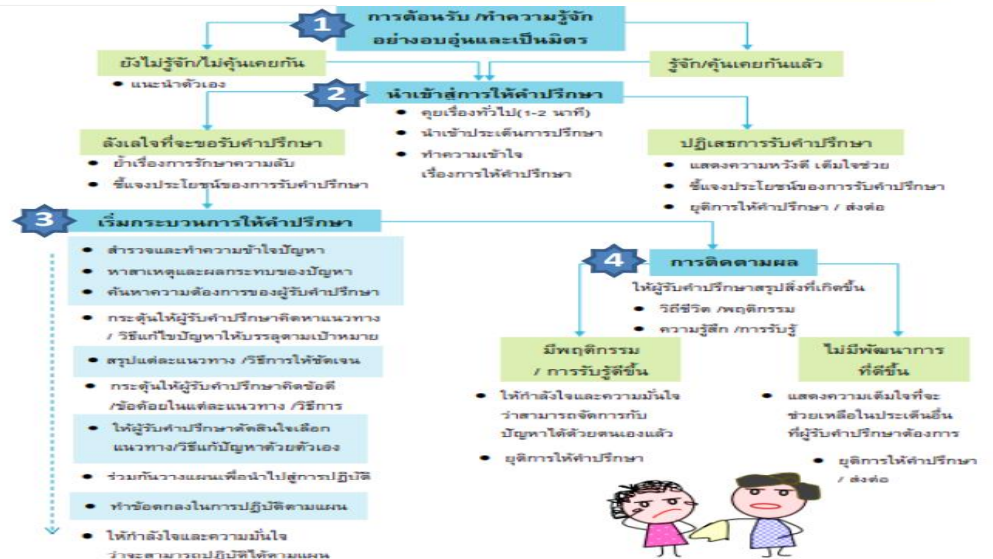 1
การต้อนรับ /ทำความรู้จัก
อย่างอบอุ่นและเป็นมิตร
ยังไม่รู้จัก/ไม่คุ้นเคยกัน
• แนะนำตัวเอง
รู้จัก/คุ้นเคยกันแล้ว
2
นำเข้าสู่การให้คำปรึกษา
• คุยเรื่องทั่วไป(1-2 นาที)
• นำเข้าประเด็นการปรึกษา
• ทำความเข้าใจ
เรื่องการให้คำปรึกษา
ลังเลใจที่จะขอรับคำปรึกษา
• ย้ำเรื่องการรักษาความลับ
• ชี้แจงประโยชน์ของการรับคำปรึกษา
ปฏิเสธการรับคำปรึกษา
• แสดงความหวังดี เต็มใจช่วย
• ชี้แจงประโยชน์ของการรับคำปรึกษา
• ยุติการให้คำปรึกษา / ส่งต่อ
3
เริ่มกระบวนการให้คำปรึกษา
• สำรวจและทำความเข้าใจปัญหา
• หาสาเหตุและผลกระทบของปัญหา
• ค้นหาความต้องการของผู้รับคำปรึกษา
• กระตุ้นให้ผู้รับคำปรึกษาคิดหาแนวทาง
/ วิธีแก้ไขปัญหาให้บรรลุตามเป้าหมาย
• สรุปแต่ละแนวทาง /วิธีการให้ชัดเจน
• กระตุ้นให้ผู้รับคำปรึกษาคิดข้อดี
/ข้อด้อยในแต่ละแนวทาง /วิธีการ
• ให้ผู้รับคำปรึกษาตัดสินใจเลือก
แนวทาง/วิธีแก้ปัญหาด้วยตัวเอง
• ร่วมกันวางแผนเพื่อนำไปสู่การปฏิบัติ
• ทำข้อตกลงในการปฏิบัติตามแผน
• ให้กำลังใจและความมั่นใจ
ว่าจะสามารถปฏิบัติได้ตามแผน
4
การติดตามผล
ให้ผู้รับคำปรึกษาสรุปสิ่งที่เกิดขึ้น
• วิถีชีวิต /พฤติกรรม
• ความรู้สึก /การรับรู้
มีพฤติกรรม
/ การรับรู้ดีขึ้น
• ให้กำลังใจและความมั่นใจ
ว่าสามารถจัดการกับ
ปัญหาได้ด้วยตนเองแล้ว
• ยุติการให้คำปรึกษา
ไม่มีพัฒนาการ
ที่ดีขึ้น
• แสดงความเต็มใจที่จะ
ช่วยเหลือในประเด็นอื่น
ที่ผู้รับคำปรึกษาต้องการ
• ยุติการให้คำปรึกษา
/ ส่งต่อ